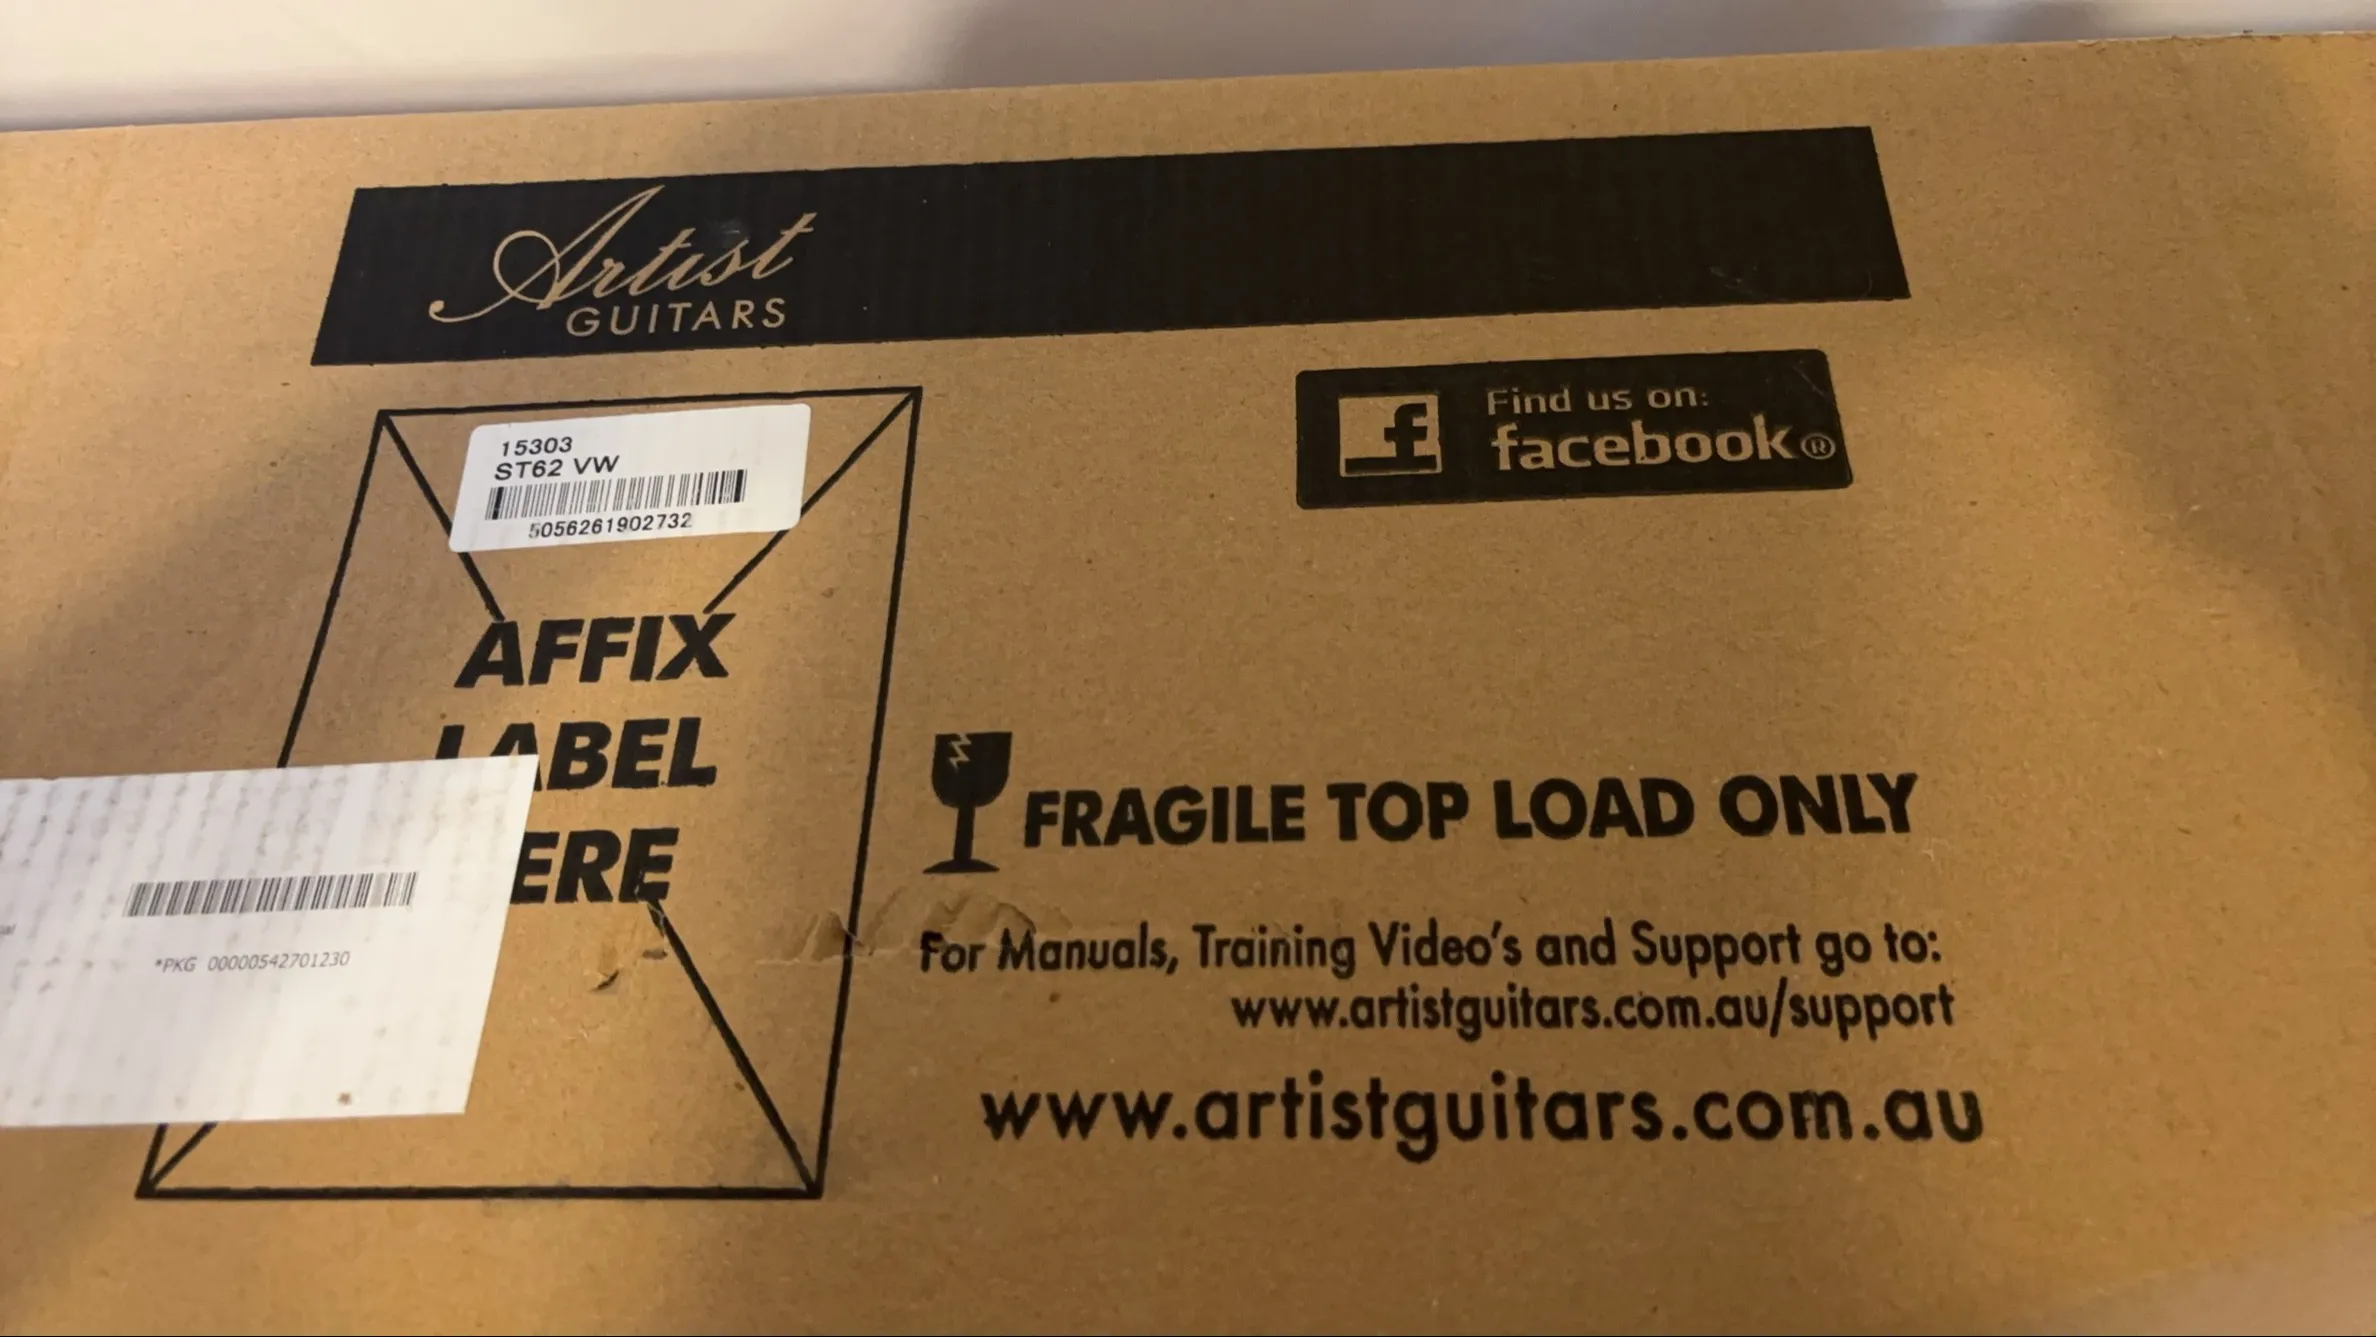 Artist
GUITARS
Find us on:
facebook®
15303
ST62 VW
5056261902732
AFFIX
LABEL
ERE
FRAGILE TOP LOAD ONLY
For Manuals, Training Video's and Support go to:
www.artistguitars.com.au/support
www.artistguitars.com.au
*PKG 00000542701230